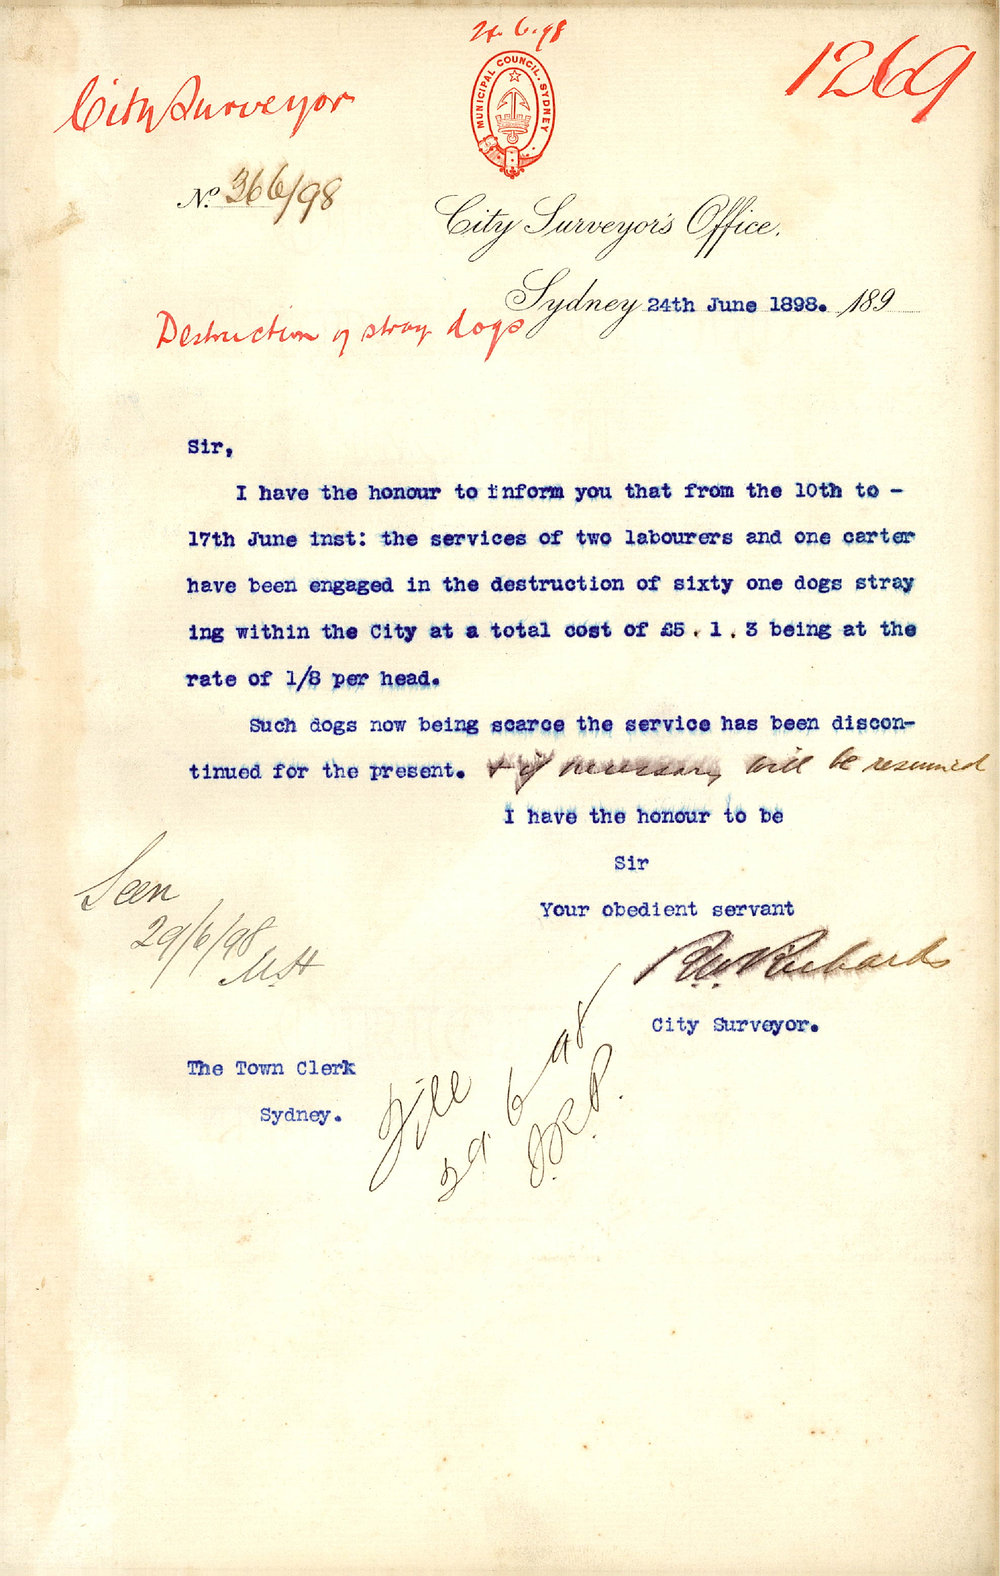 24.6.98
1269
City Surveyor
MUNICIPAL COUNCIL. SYDNEY
No. 366/98
City Surveyor's Office.
Sydney 24th June 1898. 189
Destruction of stray dogs
Sir,
I have the honour to inform you that from the 10th to -
17th June inst: the services of two labourers and one carter
have been engaged in the destruction of sixty one dogs stray
ing within the City at a total cost of £5 . 1 . 3 being at the
rate of 1/8 per head.
Such dogs now being scarce the service has been discon-
tinued for the present. + if necessary will be resumed
I have the honour to be
Sir
Your obedient servant
Seen
29/6/98
R.W. Richards
City Surveyor.
The Town Clerk
Sydney.
29 6 98